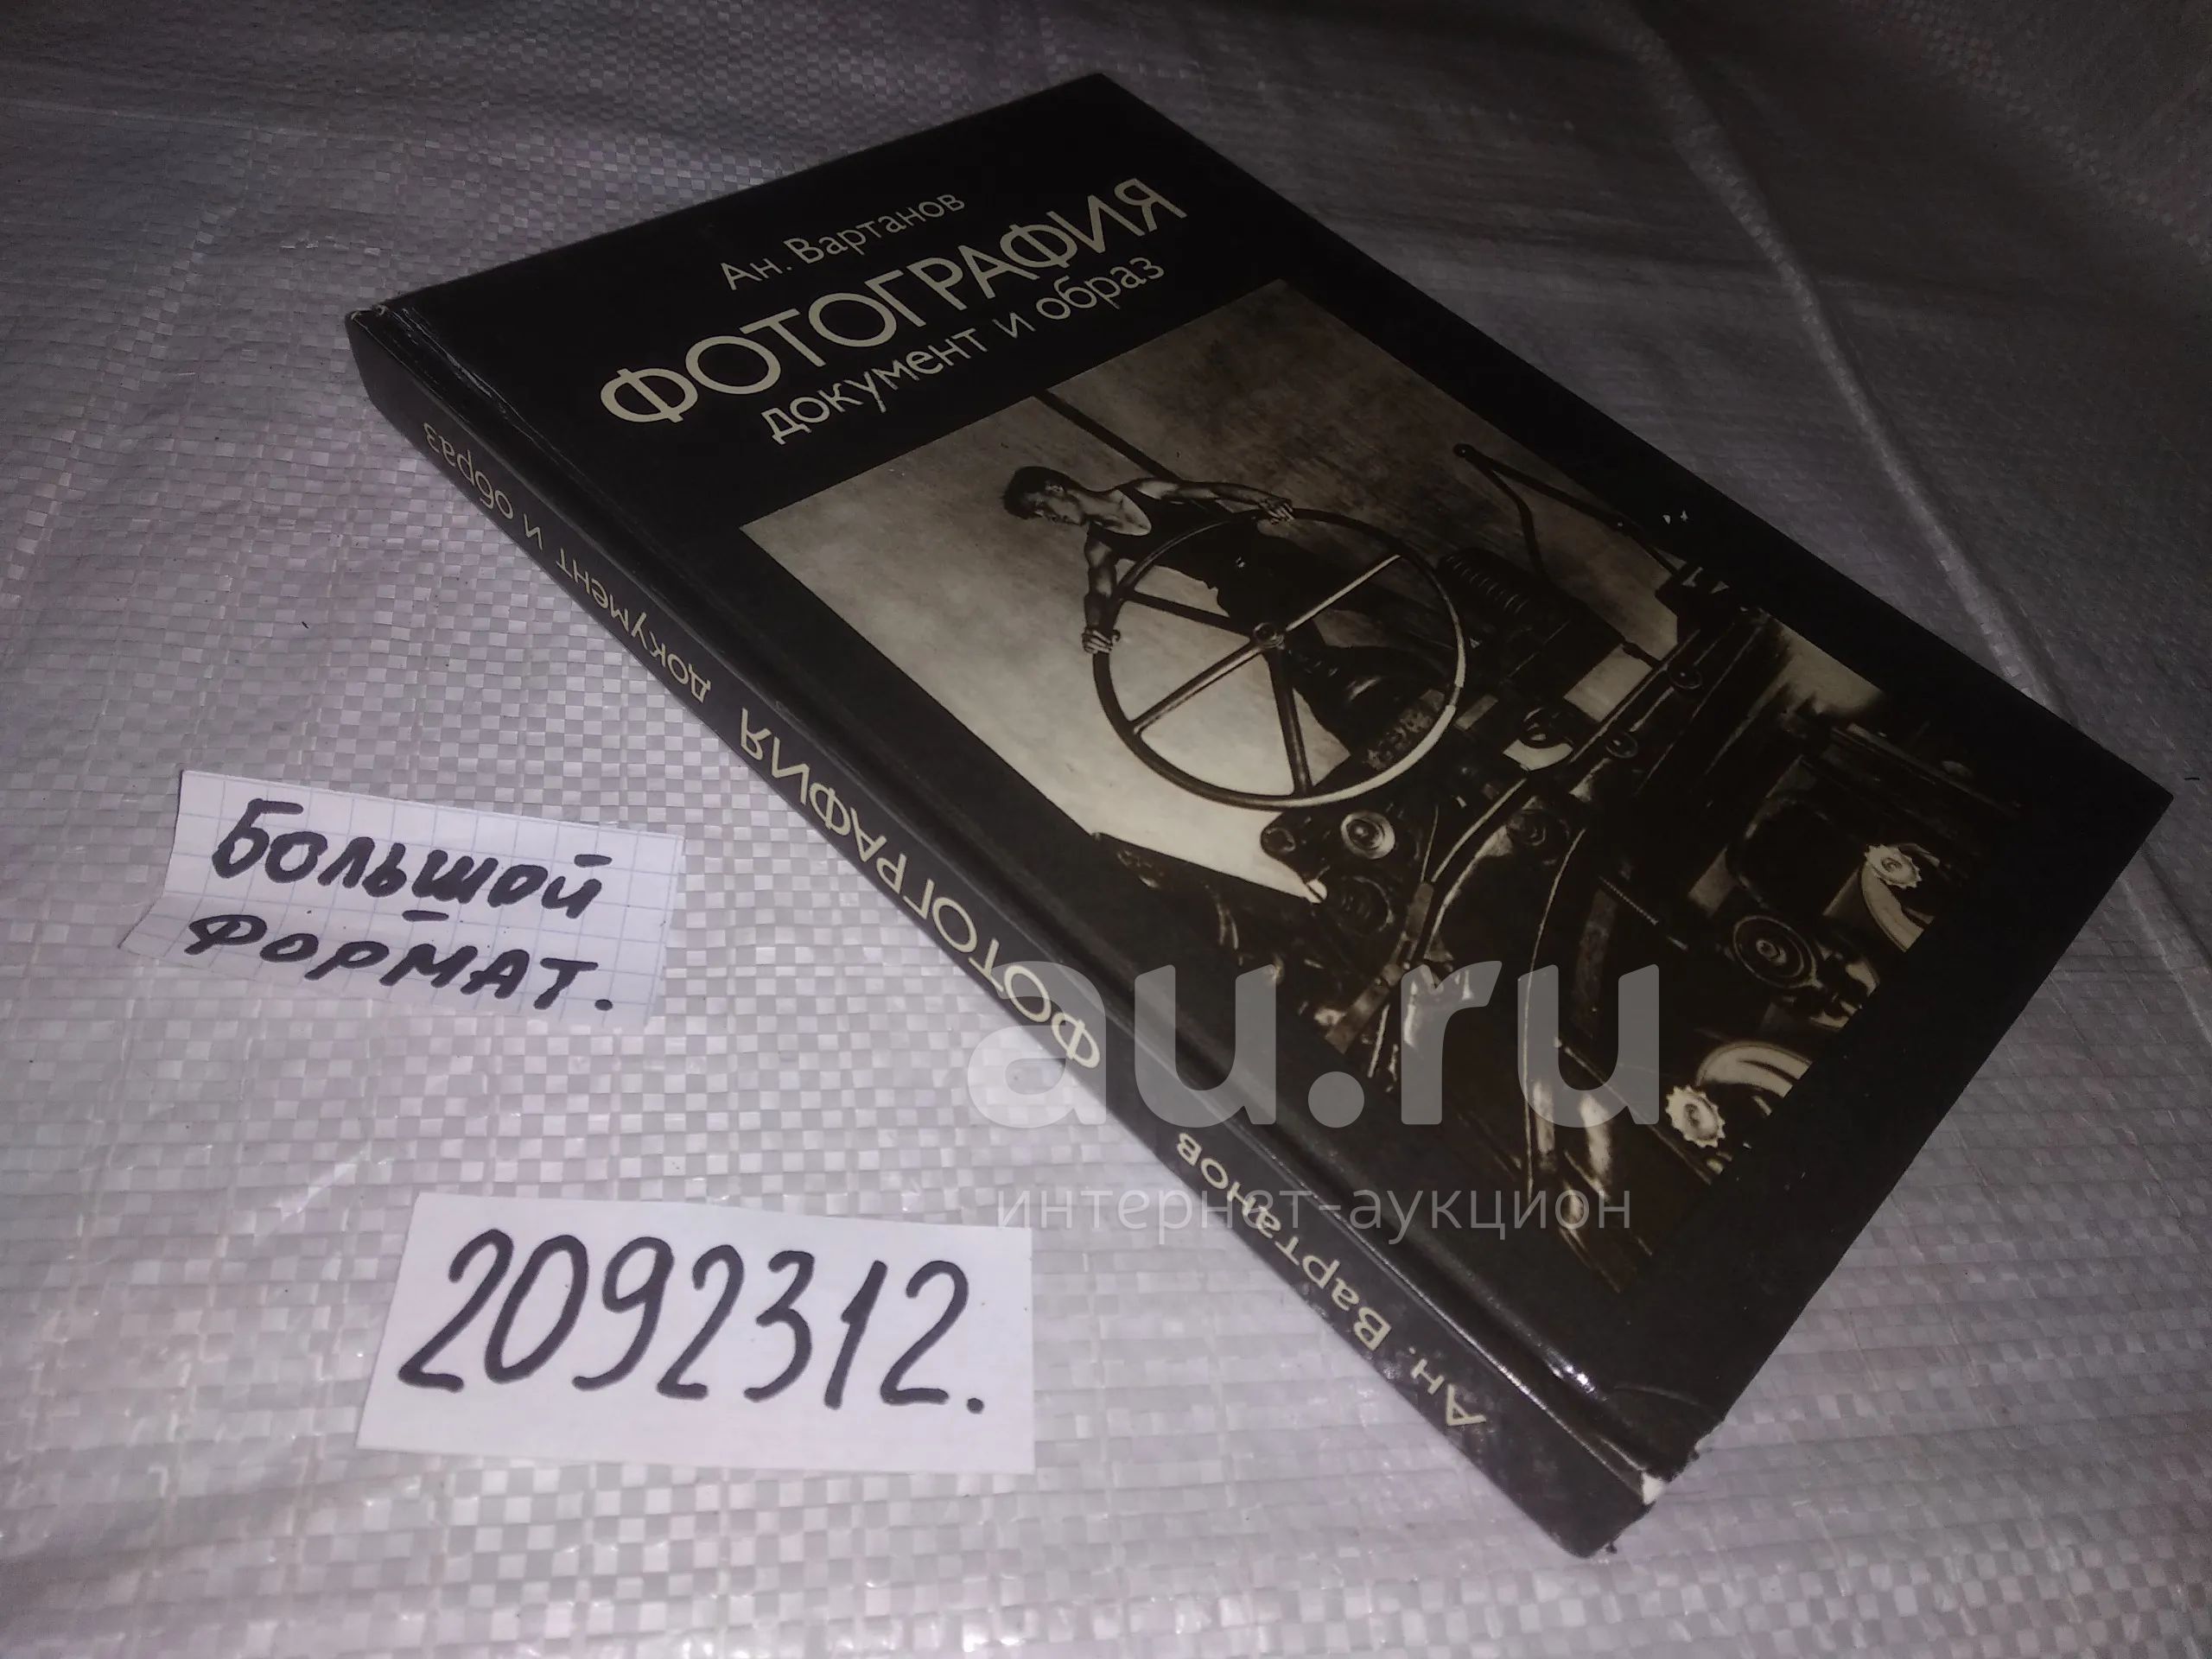 Ан. Вартанов
ФОТОГРАФИЯ
документ и образ
Ан. Вартанов ФОТОГРАФИЯ документ и образ
Большой
формат.
2092312.
au.ru
интернет-аукцион